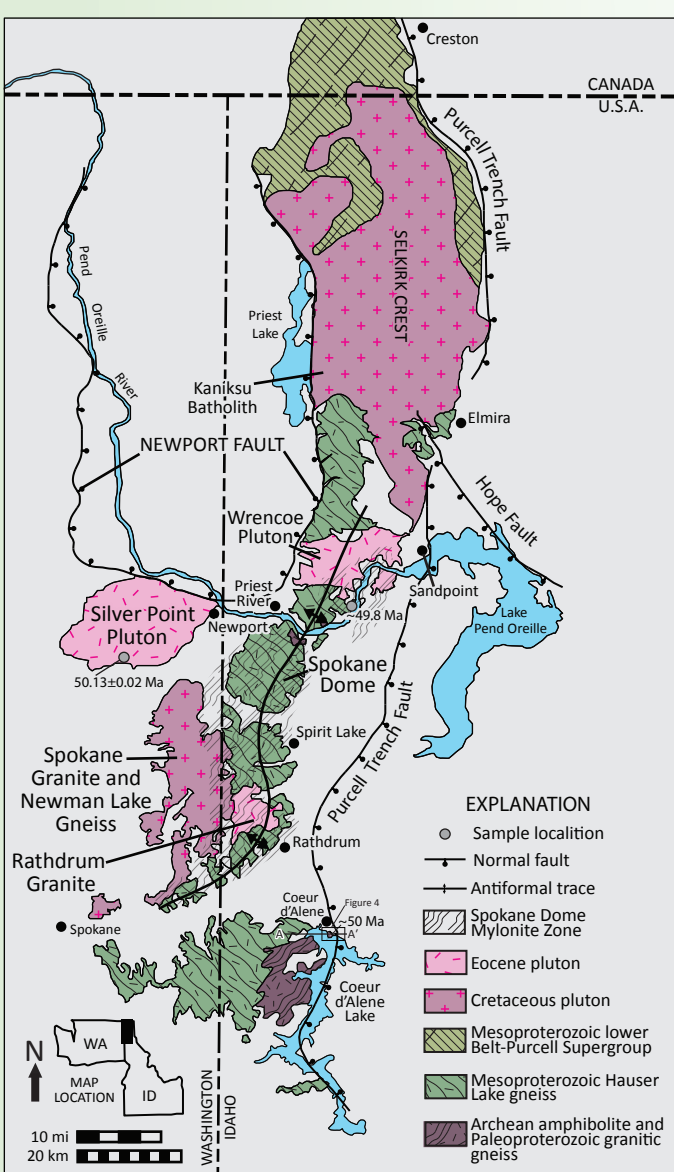 Creston
CANADA
U.S.A.
Purcell Trench Fault
SELKIRK CREST
Pend
Oreille
River
Priest
Lake
Kaniksu
Batholith
Elmira
NEWPORT FAULT
Hope Fault
Wrencoe
Pluton
Priest
River
Sandpoint
Silver Point
Pluton
Newport
~49.8 Ma
Lake
Pend Oreille
50.13±0.02 Ma
Spokane
Dome
Spirit Lake
Purcell Trench Fault
Spokane
Granite and
Newman Lake
Gneiss
Rathdrum
Granite
Rathdrum
Coeur
d'Alene
Figure 4
~50 Ma
A
A'
Spokane
Coeur
d'Alene
Lake
EXPLANATION
Sample localition
Normal fault
Antiformal trace
Spokane Dome
Mylonite Zone
Eocene pluton
Cretaceous pluton
Mesoproterozoic lower
Belt-Purcell Supergroup
Mesoproterozoic Hauser
Lake gneiss
Archean amphibolite and
Paleoproterozoic granitic
gneiss
N
WA
MAP
LOCATION
ID
10 mi
20 km
WASHINGTON
IDAHO